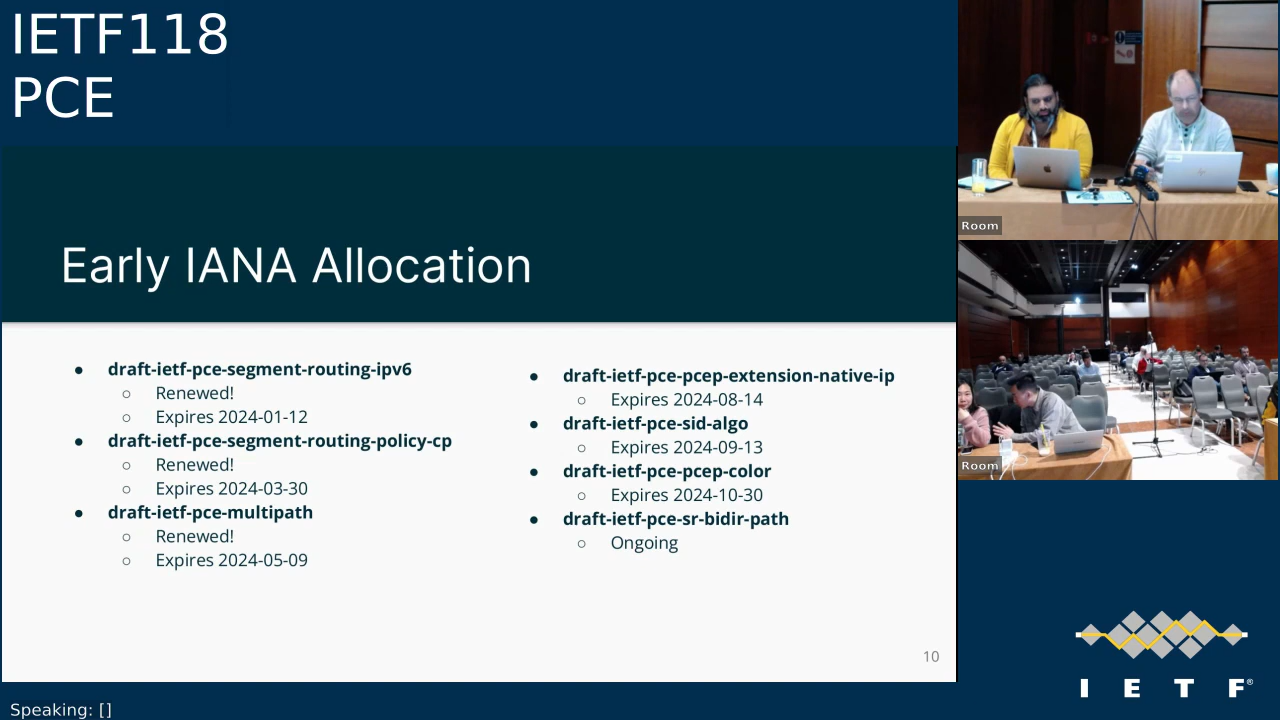 IETF118
PCE
Early IANA Allocation
● draft-ietf-pce-segment-routing-ipv6
○ Renewed!
○ Expires 2024-01-12
● draft-ietf-pce-segment-routing-policy-cp
○ Renewed!
○ Expires 2024-03-30
● draft-ietf-pce-multipath
○ Renewed!
○ Expires 2024-05-09
● draft-ietf-pce-pcep-extension-native-ip
○ Expires 2024-08-14
● draft-ietf-pce-sid-algo
○ Expires 2024-09-13
● draft-ietf-pce-pcep-color
○ Expires 2024-10-30
● draft-ietf-pce-sr-bidir-path
○ Ongoing
10
Room
Room
I E T F®
Speaking: []